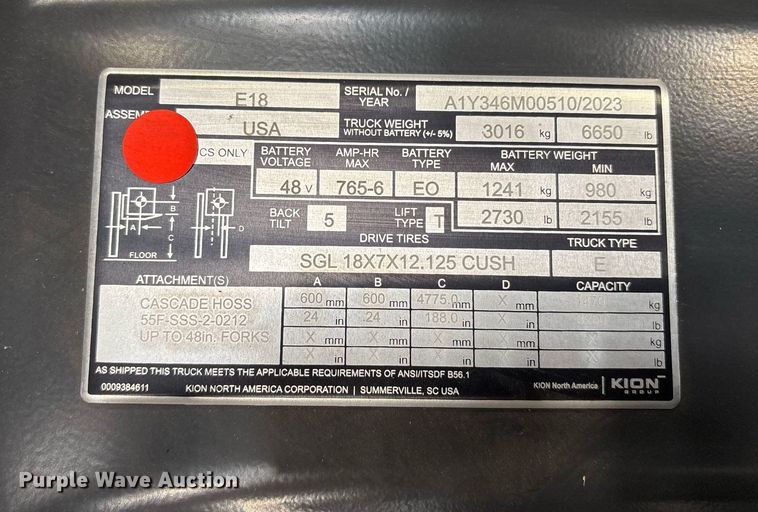 MODEL E18 SERIAL No. / YEAR A1Y346M00510/2023
USA TRUCK WEIGHT WITHOUT BATTERY (+/- 5%) 3016 kg 6650 lb
CS ONLY
BATTERY VOLTAGE AMP-HR MAX BATTERY TYPE BATTERY WEIGHT
MAX MIN
48 V 765-6 EO 1241 kg 980 kg
2730 lb 2155 lb
BACK TILT 5 LIFT TYPE T
DRIVE TIRES TRUCK TYPE
SGL 18X7X12.125 CUSH E
A B C D
FLOOR
ATTACHMENT(S) A B C D CAPACITY
CASCADE HOSS 600 mm 600 mm 4775.0 mm X mm kg
55F-SSS-2-0212 24 in 24 in 188.0 in X in lb
UP TO 48in. FORKS X mm X mm X mm X mm kg
X in X in X in X in lb
AS SHIPPED THIS TRUCK MEETS THE APPLICABLE REQUIREMENTS OF ANSI/ITSDF B56.1
0009384611 KION NORTH AMERICA CORPORATION | SUMMERVILLE, SC USA KION North America | KION GROUP
Purple Wave Auction Purple Wave Auction